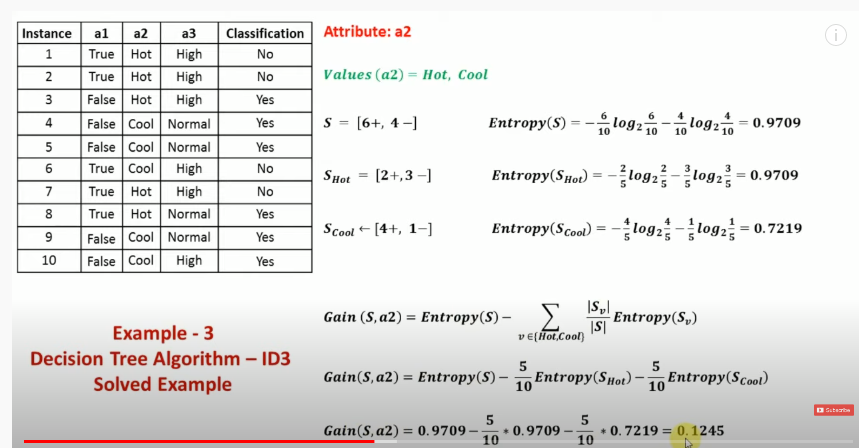 Instance a1 a2 a3 Classification
1 True Hot High No
2 True Hot High No
3 False Hot High Yes
4 False Cool Normal Yes
5 False Cool Normal Yes
6 True Cool High No
7 True Hot High No
8 True Hot Normal Yes
9 False Cool Normal Yes
10 False Cool High Yes
Example - 3
Decision Tree Algorithm – ID3
Solved Example
Attribute: a2
Values (a2) = Hot, Cool
S = [6+, 4 −] Entropy(S) = −6/10 log₂ 6/10 − 4/10 log₂ 4/10 = 0.9709
S_Hot = [2+,3 −] Entropy(S_Hot) = −2/5 log₂ 2/5 − 3/5 log₂ 3/5 = 0.9709
S_Cool ← [4+, 1−] Entropy(S_Cool) = −4/5 log₂ 4/5 − 1/5 log₂ 1/5 = 0.7219
Gain (S, a2) = Entropy(S) − ∑ v ∈{Hot,Cool} |Sᵥ|/|S| Entropy(Sᵥ)
Gain(S, a2) = Entropy(S) − 5/10 Entropy(S_Hot) − 5/10 Entropy(S_Cool)
Gain(S, a2) = 0.9709 − 5/10 * 0.9709 − 5/10 * 0.7219 = 0.1245
Subscribe